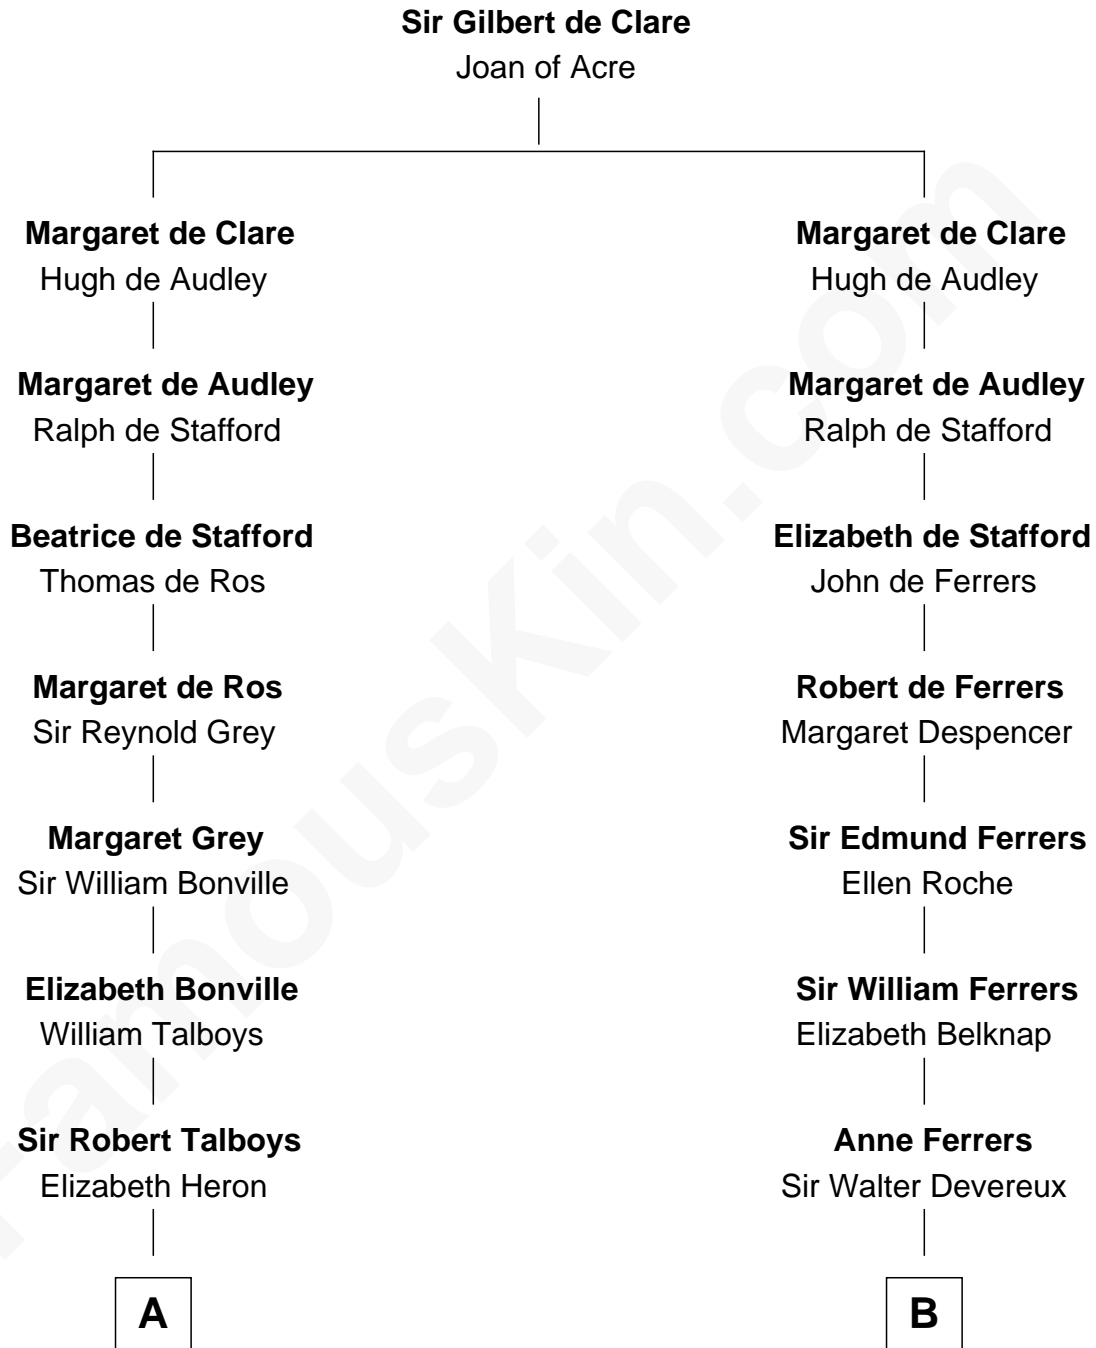 Sir Gilbert de Clare
Joan of Acre
Margaret de Clare
Hugh de Audley
Margaret de Audley
Ralph de Stafford
Beatrice de Stafford
Thomas de Ros
Margaret de Ros
Sir Reynold Grey
Margaret Grey
Sir William Bonville
Elizabeth Bonville
William Talboys
Sir Robert Talboys
Elizabeth Heron
A
Margaret de Clare
Hugh de Audley
Margaret de Audley
Ralph de Stafford
Elizabeth de Stafford
John de Ferrers
Robert de Ferrers
Margaret Despencer
Sir Edmund Ferrers
Ellen Roche
Sir William Ferrers
Elizabeth Belknap
Anne Ferrers
Sir Walter Devereux
B
FamousKin.com